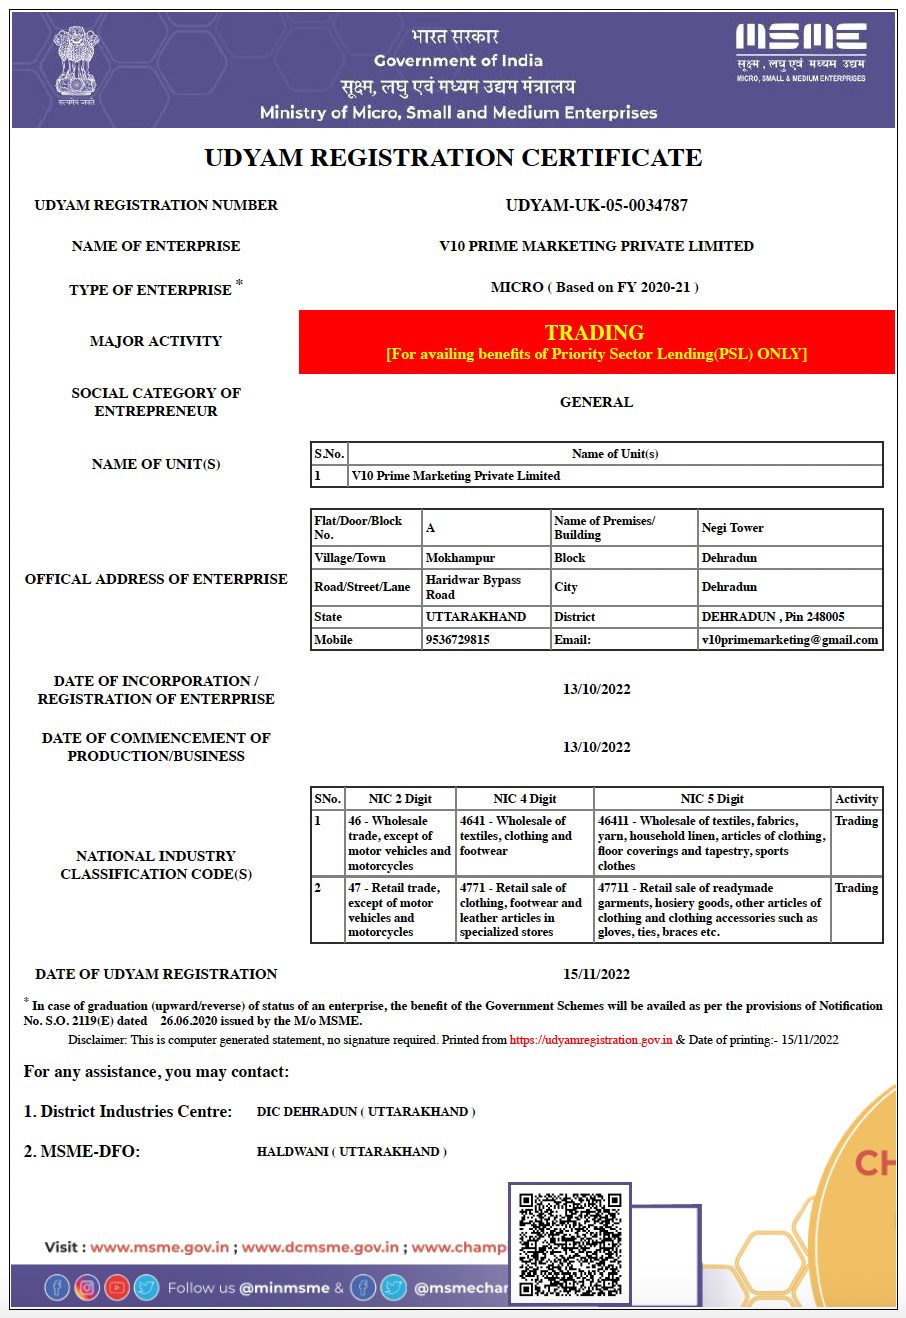 भारत सरकार
Government of India
सूक्ष्म, लघु एवं मध्यम उद्यम मंत्रालय
Ministry of Micro, Small and Medium Enterprises
सत्यमेव जयते
MSME
सूक्ष्म, लघु एवं मध्यम उद्यम
MICRO, SMALL & MEDIUM ENTERPRISES
UDYAM REGISTRATION CERTIFICATE
UDYAM REGISTRATION NUMBER UDYAM-UK-05-0034787
NAME OF ENTERPRISE V10 PRIME MARKETING PRIVATE LIMITED
TYPE OF ENTERPRISE * MICRO ( Based on FY 2020-21 )
MAJOR ACTIVITY
TRADING
[For availing benefits of Priority Sector Lending(PSL) ONLY]
SOCIAL CATEGORY OF
ENTREPRENEUR
GENERAL
NAME OF UNIT(S)
S.No. Name of Unit(s)
1 V10 Prime Marketing Private Limited
OFFICAL ADDRESS OF ENTERPRISE
Flat/Door/Block
No.
A
Name of Premises/
Building
Negi Tower
Village/Town Mokhampur Block Dehradun
Road/Street/Lane
Haridwar Bypass
Road
City Dehradun
State UTTARAKHAND District DEHRADUN , Pin 248005
Mobile 9536729815 Email: v10primemarketing@gmail.com
DATE OF INCORPORATION /
REGISTRATION OF ENTERPRISE
13/10/2022
DATE OF COMMENCEMENT OF
PRODUCTION/BUSINESS
13/10/2022
NATIONAL INDUSTRY
CLASSIFICATION CODE(S)
SNo. NIC 2 Digit NIC 4 Digit NIC 5 Digit Activity
1
46 - Wholesale
trade, except of
motor vehicles and
motorcycles
4641 - Wholesale of
textiles, clothing and
footwear
46411 - Wholesale of textiles, fabrics,
yarn, household linen, articles of clothing,
floor coverings and tapestry, sports
clothes
Trading
2
47 - Retail trade,
except of motor
vehicles and
motorcycles
4771 - Retail sale of
clothing, footwear and
leather articles in
specialized stores
47711 - Retail sale of readymade
garments, hosiery goods, other articles of
clothing and clothing accessories such as
gloves, ties, braces etc.
Trading
DATE OF UDYAM REGISTRATION 15/11/2022
* In case of graduation (upward/reverse) of status of an enterprise, the benefit of the Government Schemes will be availed as per the provisions of Notification
No. S.O. 2119(E) dated 26.06.2020 issued by the M/o MSME.
Disclaimer: This is computer generated statement, no signature required. Printed from https://udyamregistration.gov.in & Date of printing:- 15/11/2022
For any assistance, you may contact:
1. District Industries Centre: DIC DEHRADUN ( UTTARAKHAND )
2. MSME-DFO: HALDWANI ( UTTARAKHAND )
CH
Visit : www.msme.gov.in ; www.dcmsme.gov.in ; www.champ
Follow us @minmsme & @msmechar